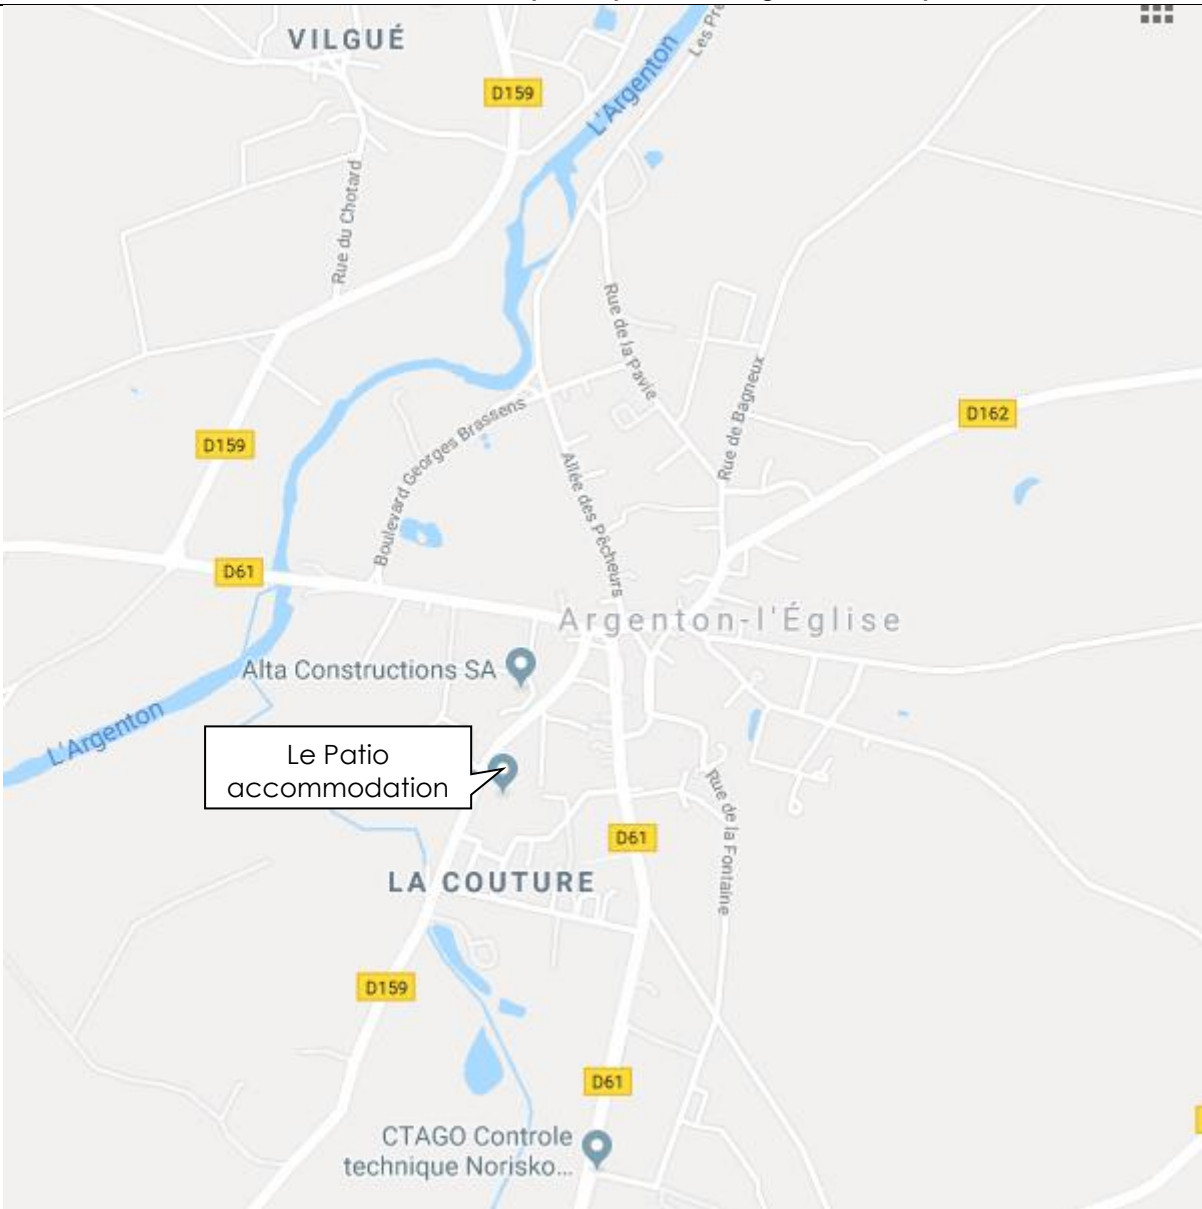 VILGUÉ
D159
L'Argenton
Rue du Chotard
Rue de la Pavie
Rue de Bagneux
D162
D159
Boulevard Georges Brassens
Allée des Pêcheurs
D61
Argenton-l'Église
Alta Constructions SA
L'Argenton
Le Patio
accommodation
Rue de la Fontaine
D61
LA COUTURE
D159
D61
CTAGO Controle
technique Norisko...